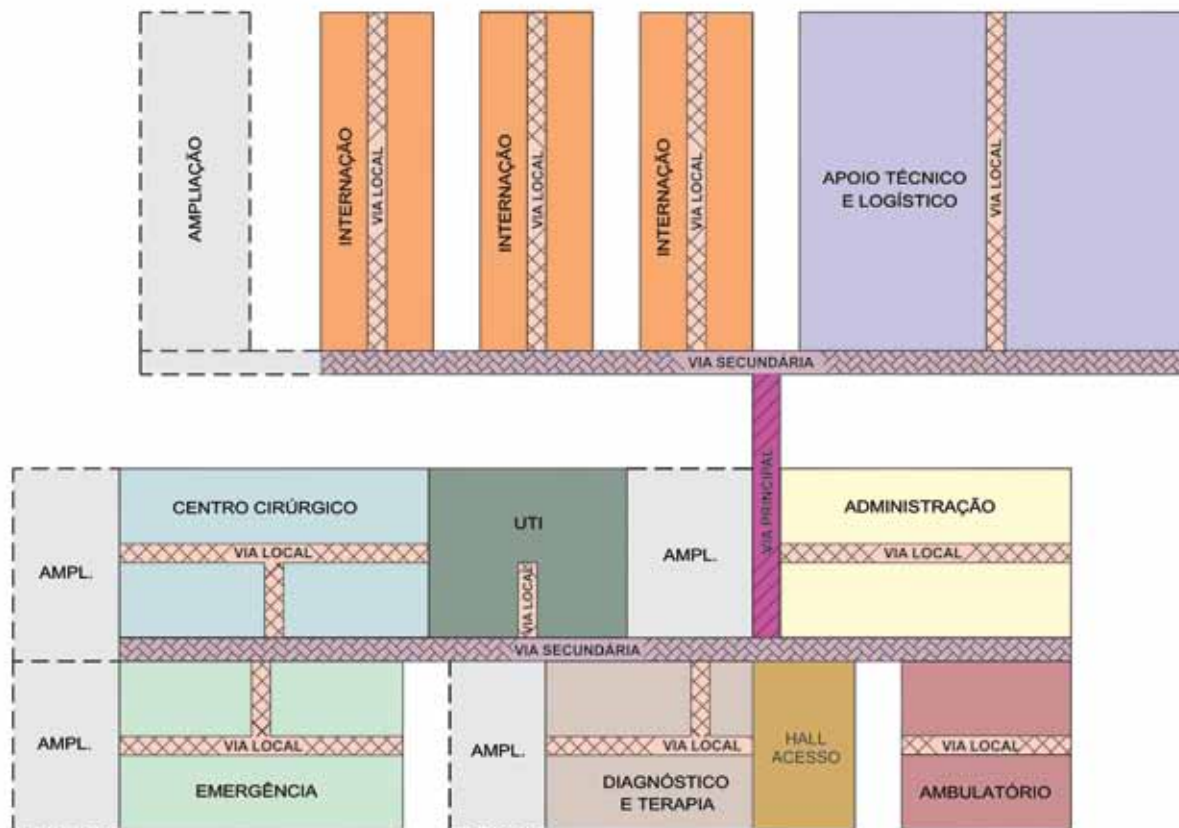 AMPLIAÇÃO
INTERNAÇÃO
VIA LOCAL
INTERNAÇÃO
VIA LOCAL
INTERNAÇÃO
VIA LOCAL
APOIO TÉCNICO
E LOGÍSTICO
VIA LOCAL
VIA SECUNDÁRIA
VIA PRINCIPAL
AMPL.
CENTRO CIRÚRGICO
VIA LOCAL
UTI
VIA LOCAL
AMPL.
ADMINISTRAÇÃO
VIA LOCAL
VIA SECUNDÁRIA
AMPL.
VIA LOCAL
EMERGÊNCIA
AMPL.
VIA LOCAL
DIAGNÓSTICO
E TERAPIA
HALL
ACESSO
VIA LOCAL
AMBULATÓRIO